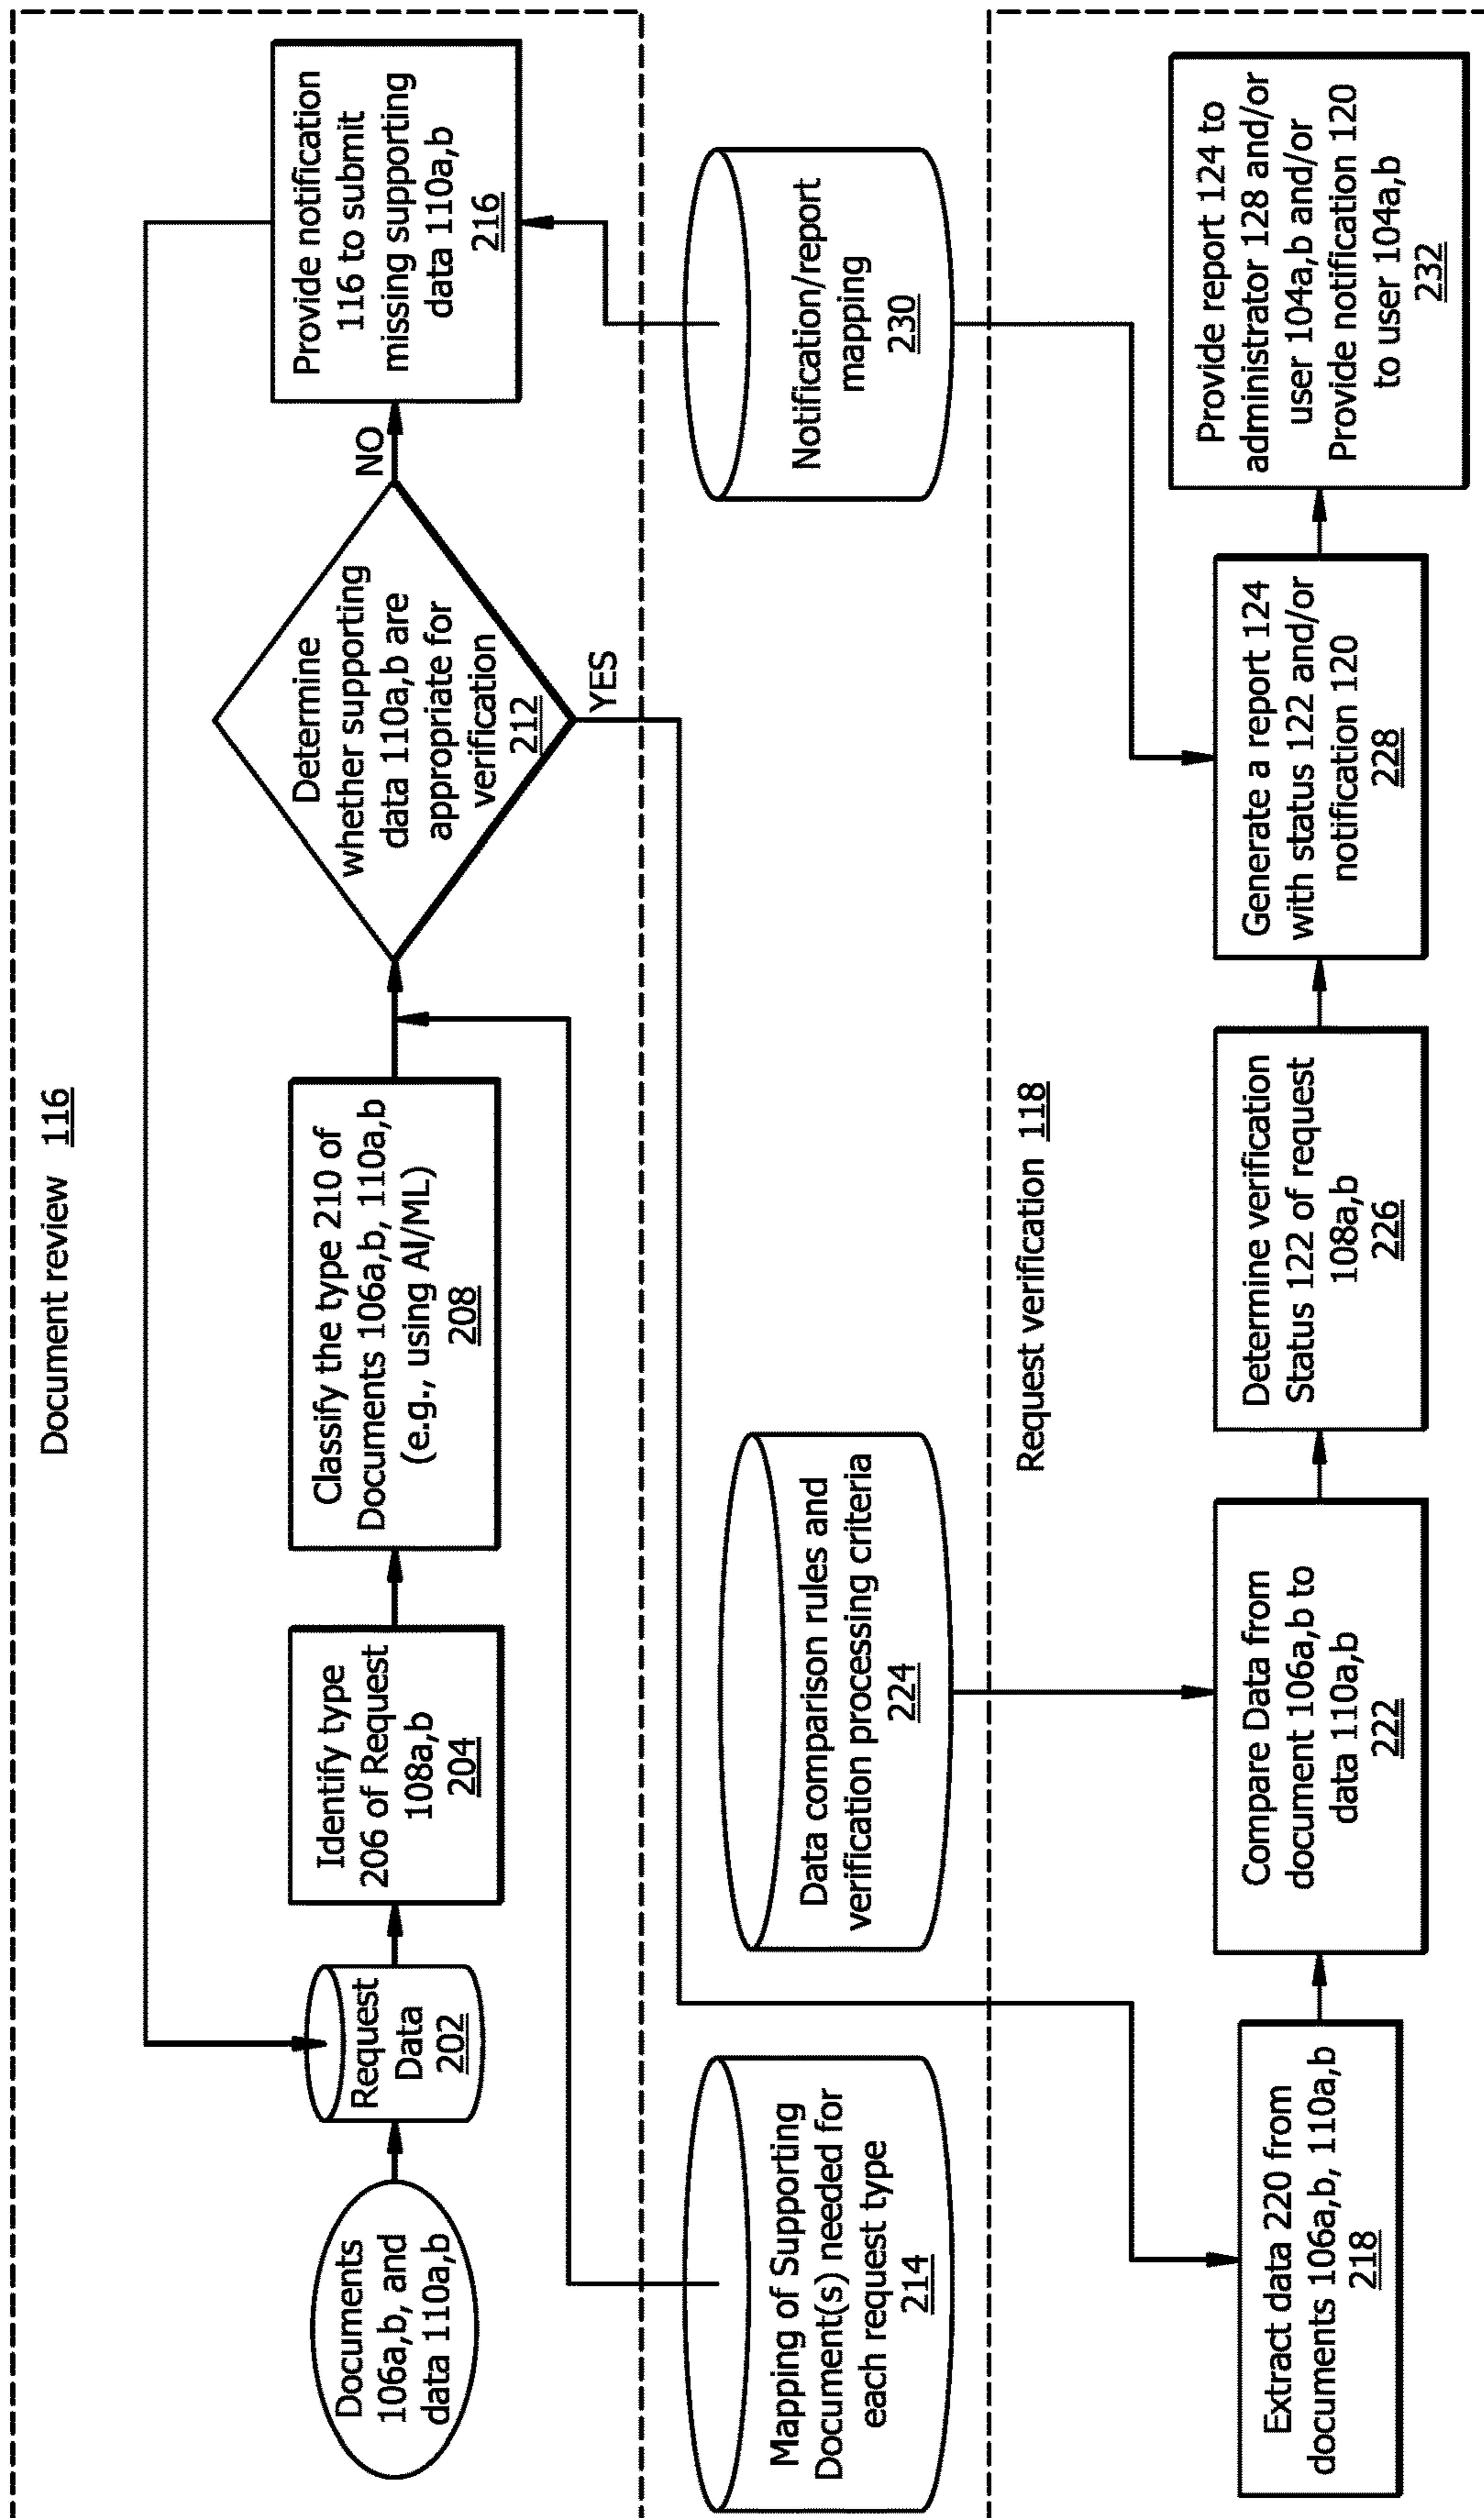 Document review 116
Documents
106a,b, and
data 110a,b
Request
Data
202
Identify type
206 of Request
108a,b
204
Classify the type 210 of
Documents 106a,b, 110a,b
(e.g., using AI/ML)
208
Determine
whether supporting
data 110a,b are
appropriate for
verification
212
NO
YES
Provide notification
116 to submit
missing supporting
data 110a,b
216
Mapping of Supporting
Document(s) needed for
each request type
214
Data comparison rules and
verification processing criteria
224
Notification/report
mapping
230
Request verification 118
Extract data 220 from
documents 106a,b, 110a,b
218
Compare Data from
document 106a,b to
data 110a,b
222
Determine verification
Status 122 of request
108a,b
226
Generate a report 124
with status 122 and/or
notification 120
228
Provide report 124 to
administrator 128 and/or
user 104a,b and/or
Provide notification 120
to user 104a,b
232